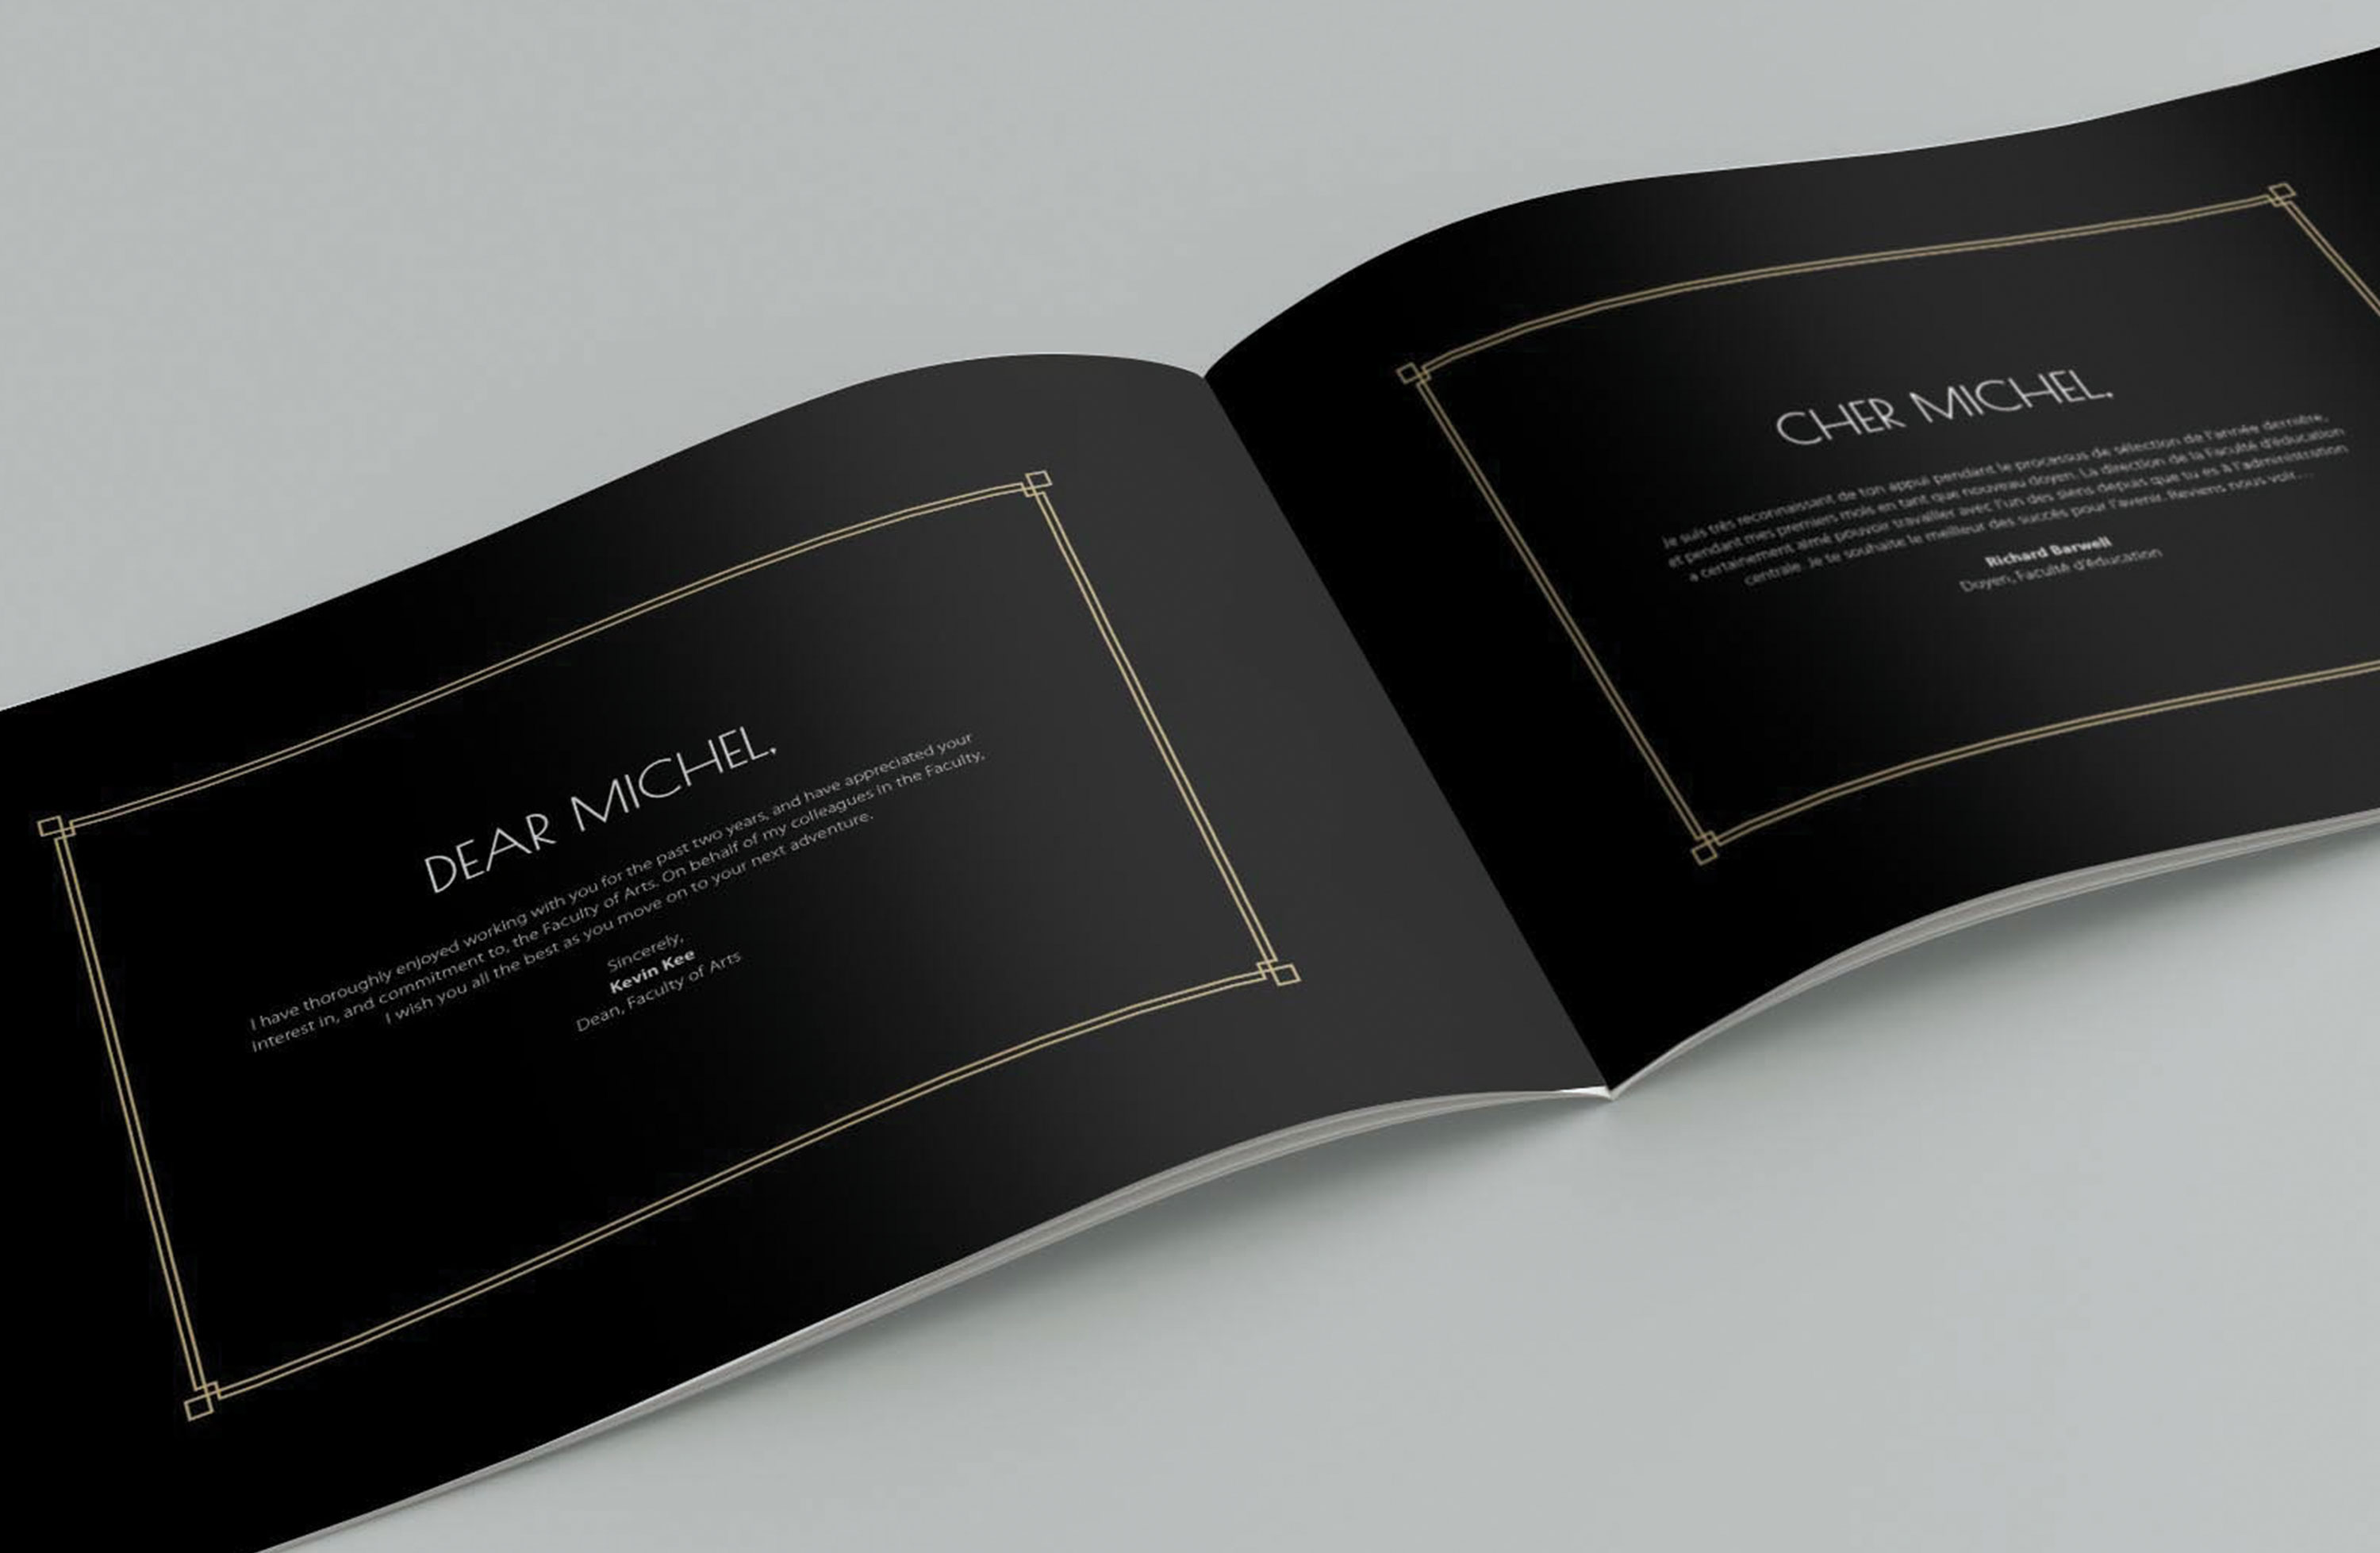 DEAR MICHEL,
I have thoroughly enjoyed working with you for the past two years, and have appreciated your
interest in, and commitment to, the Faculty of Arts. On behalf of my colleagues in the Faculty,
I wish you all the best as you move on to your next adventure.
Sincerely,
Kevin Kee
Dean, Faculty of Arts
CHER MICHEL,
Je suis très reconnaissant de ton appui pendant le processus de sélection de l'année dernière,
et pendant mes premiers mois en tant que nouveau doyen. La direction de la Faculté d'éducation
a certainement aimé pouvoir travailler avec l'un des siens depuis que tu es à l'administration
centrale. Je te souhaite le meilleur des succès pour l'avenir. Reviens nous voir...
Richard Barwell
Doyen, Faculté d'éducation